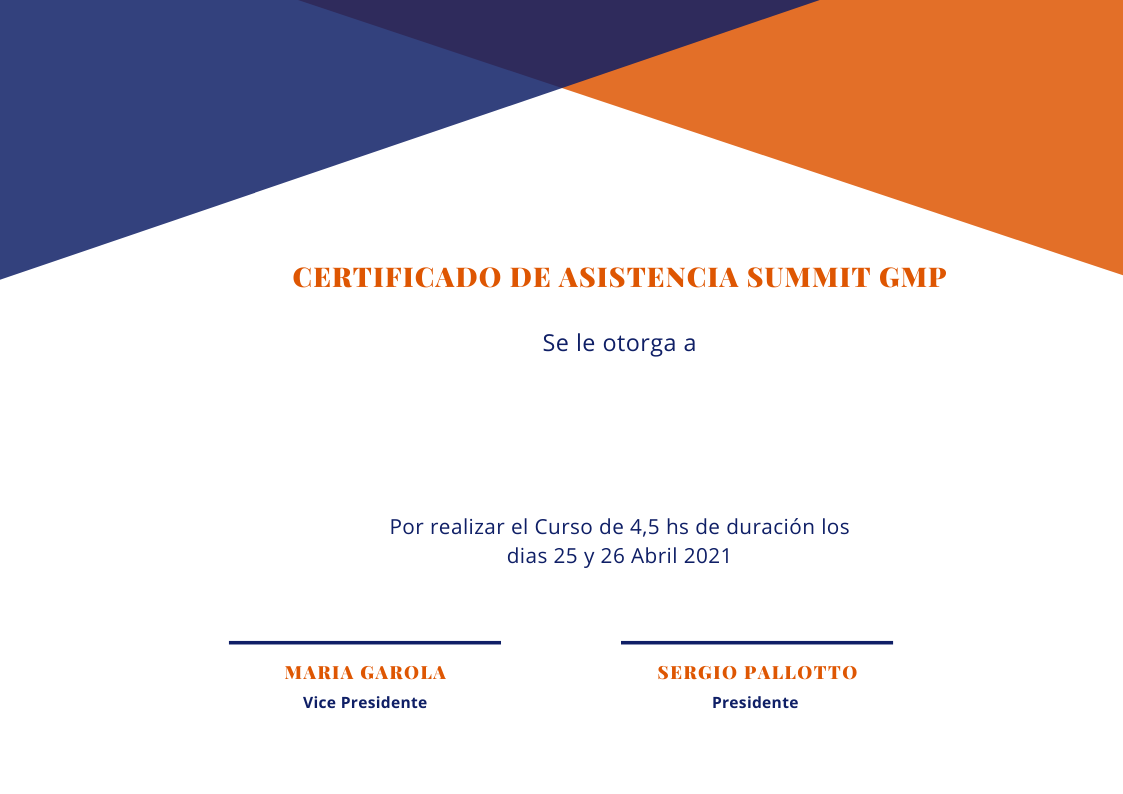 CERTIFICADO DE ASISTENCIA SUMMIT GMP
Se le otorga a
Por realizar el Curso de 4,5 hs de duración los
dias 25 y 26 Abril 2021
MARIA GAROLA
SERGIO PALLOTTO
Vice Presidente
Presidente